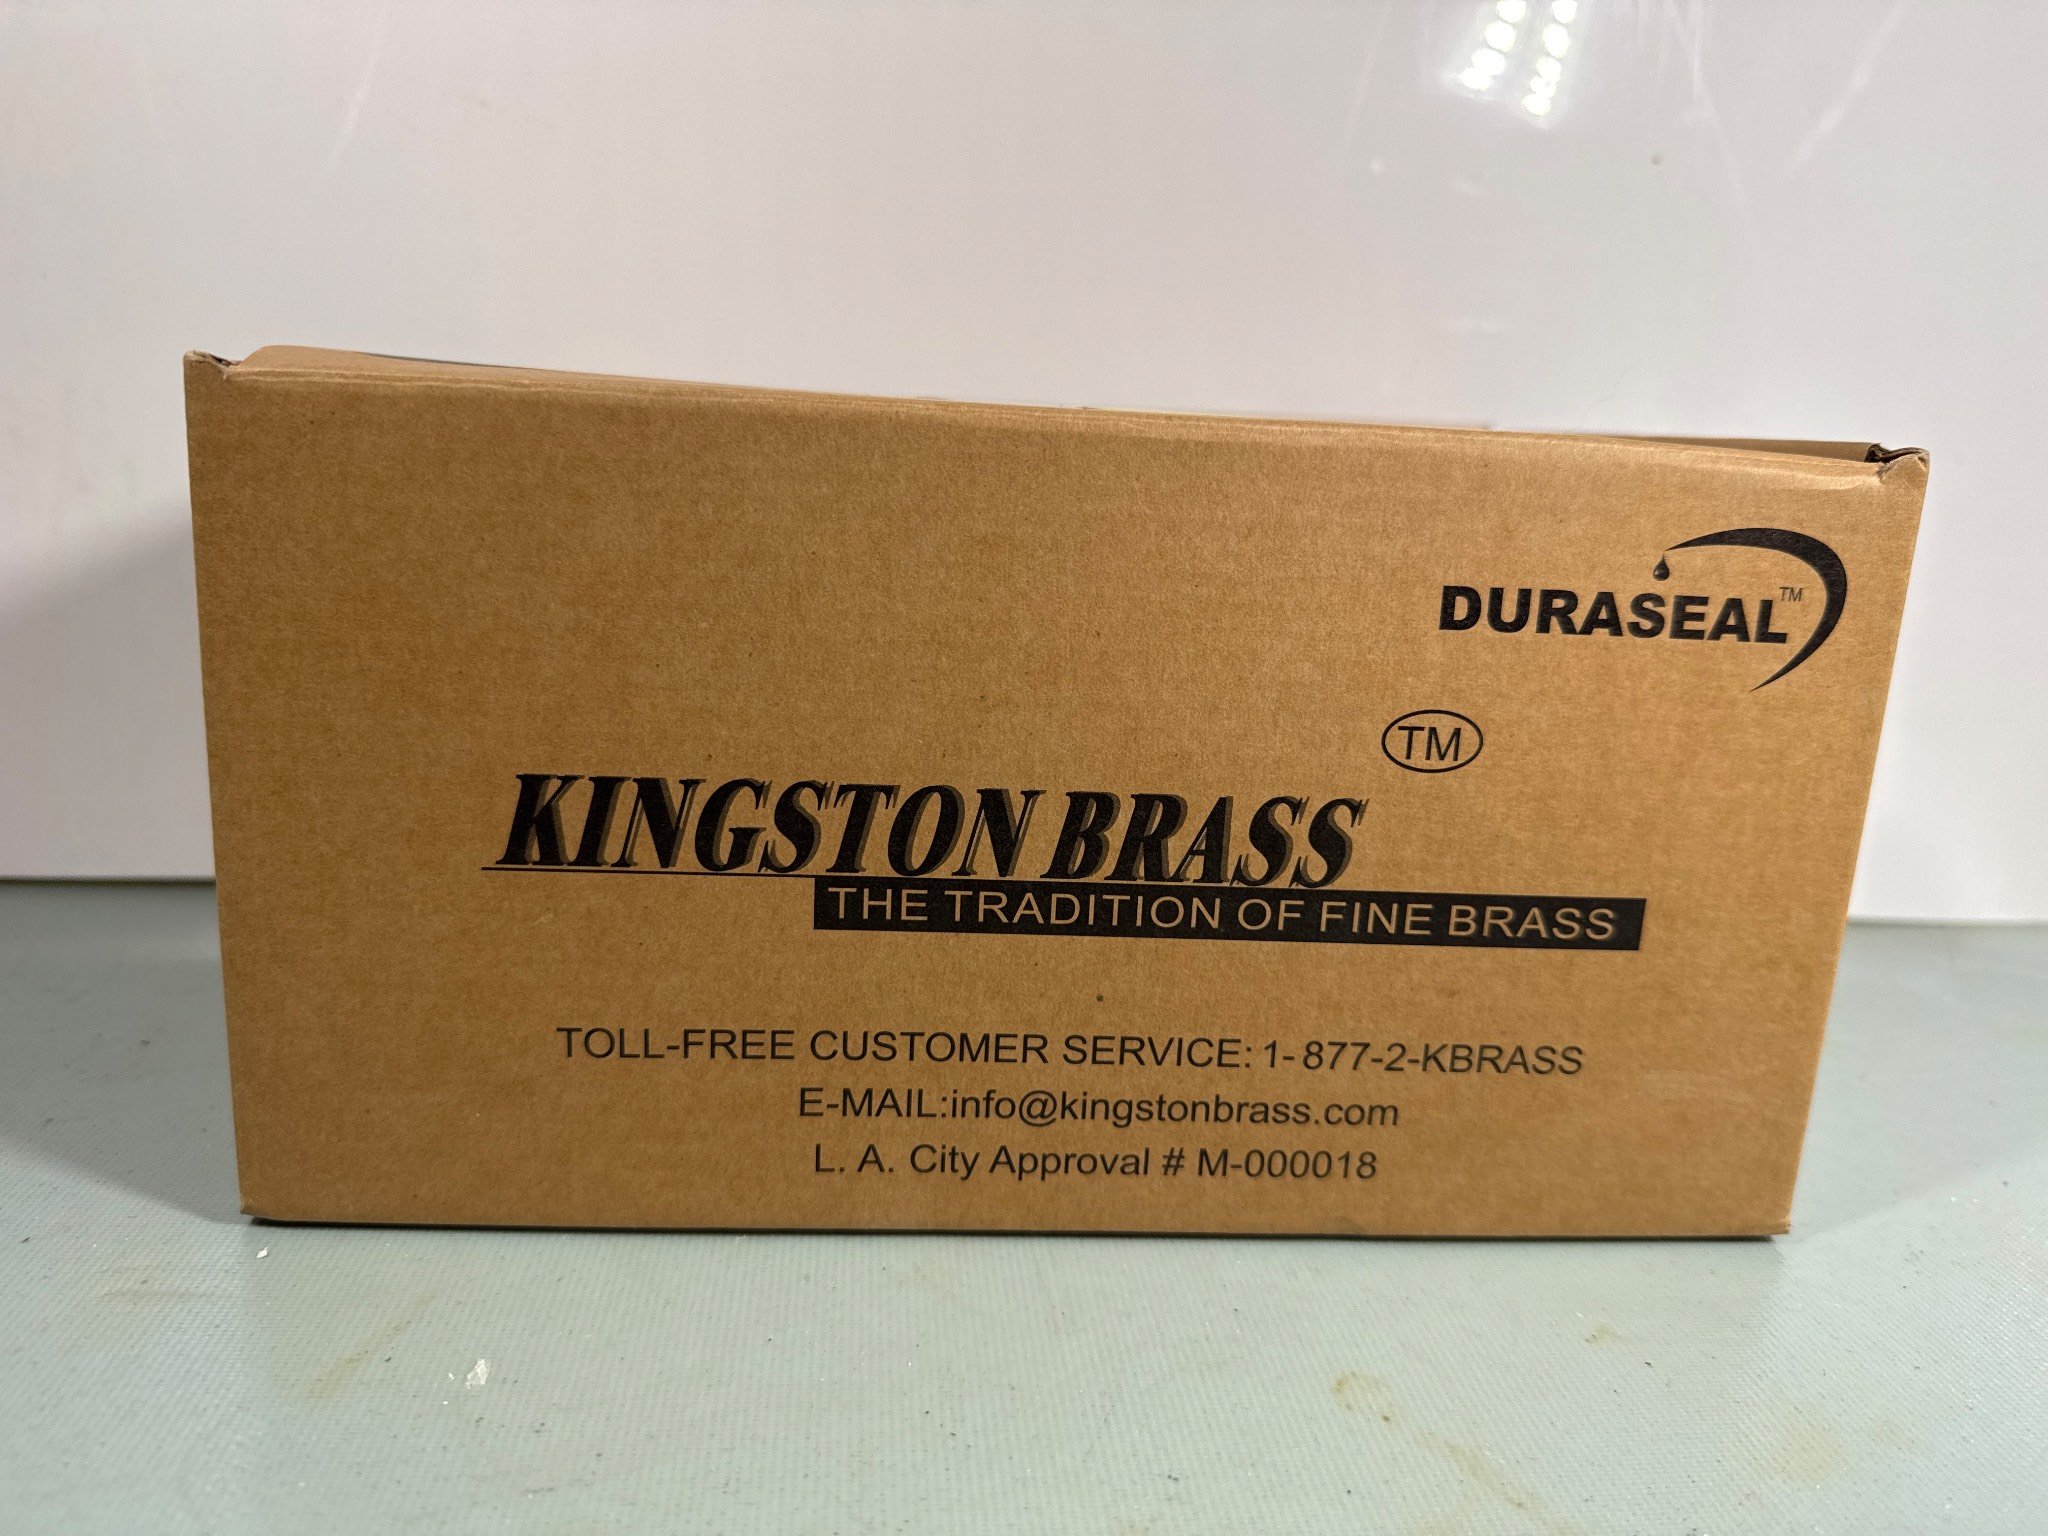 DURASEAL™
TM
KINGSTON BRASS
THE TRADITION OF FINE BRASS
TOLL-FREE CUSTOMER SERVICE: 1-877-2-KBRASS
E-MAIL:info@kingstonbrass.com
L. A. City Approval # M-000018